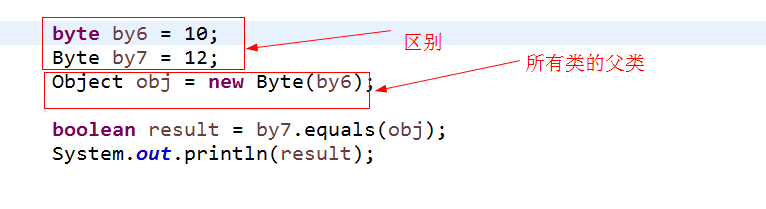 byte by6 = 10;
区别
Byte by7 = 12;
所有类的父类
Object obj = new Byte(by6);
boolean result = by7.equals(obj);
System.out.println(result);